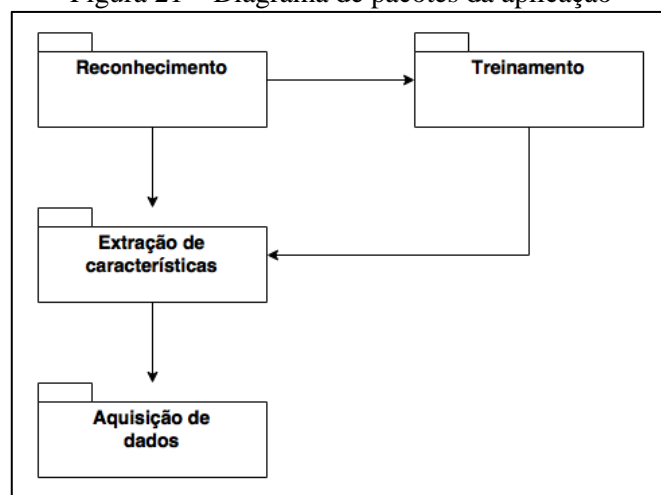 Figura 21 – Diagrama de pacotes da aplicação
Reconhecimento
Treinamento
Extração de
características
Aquisição de
dados